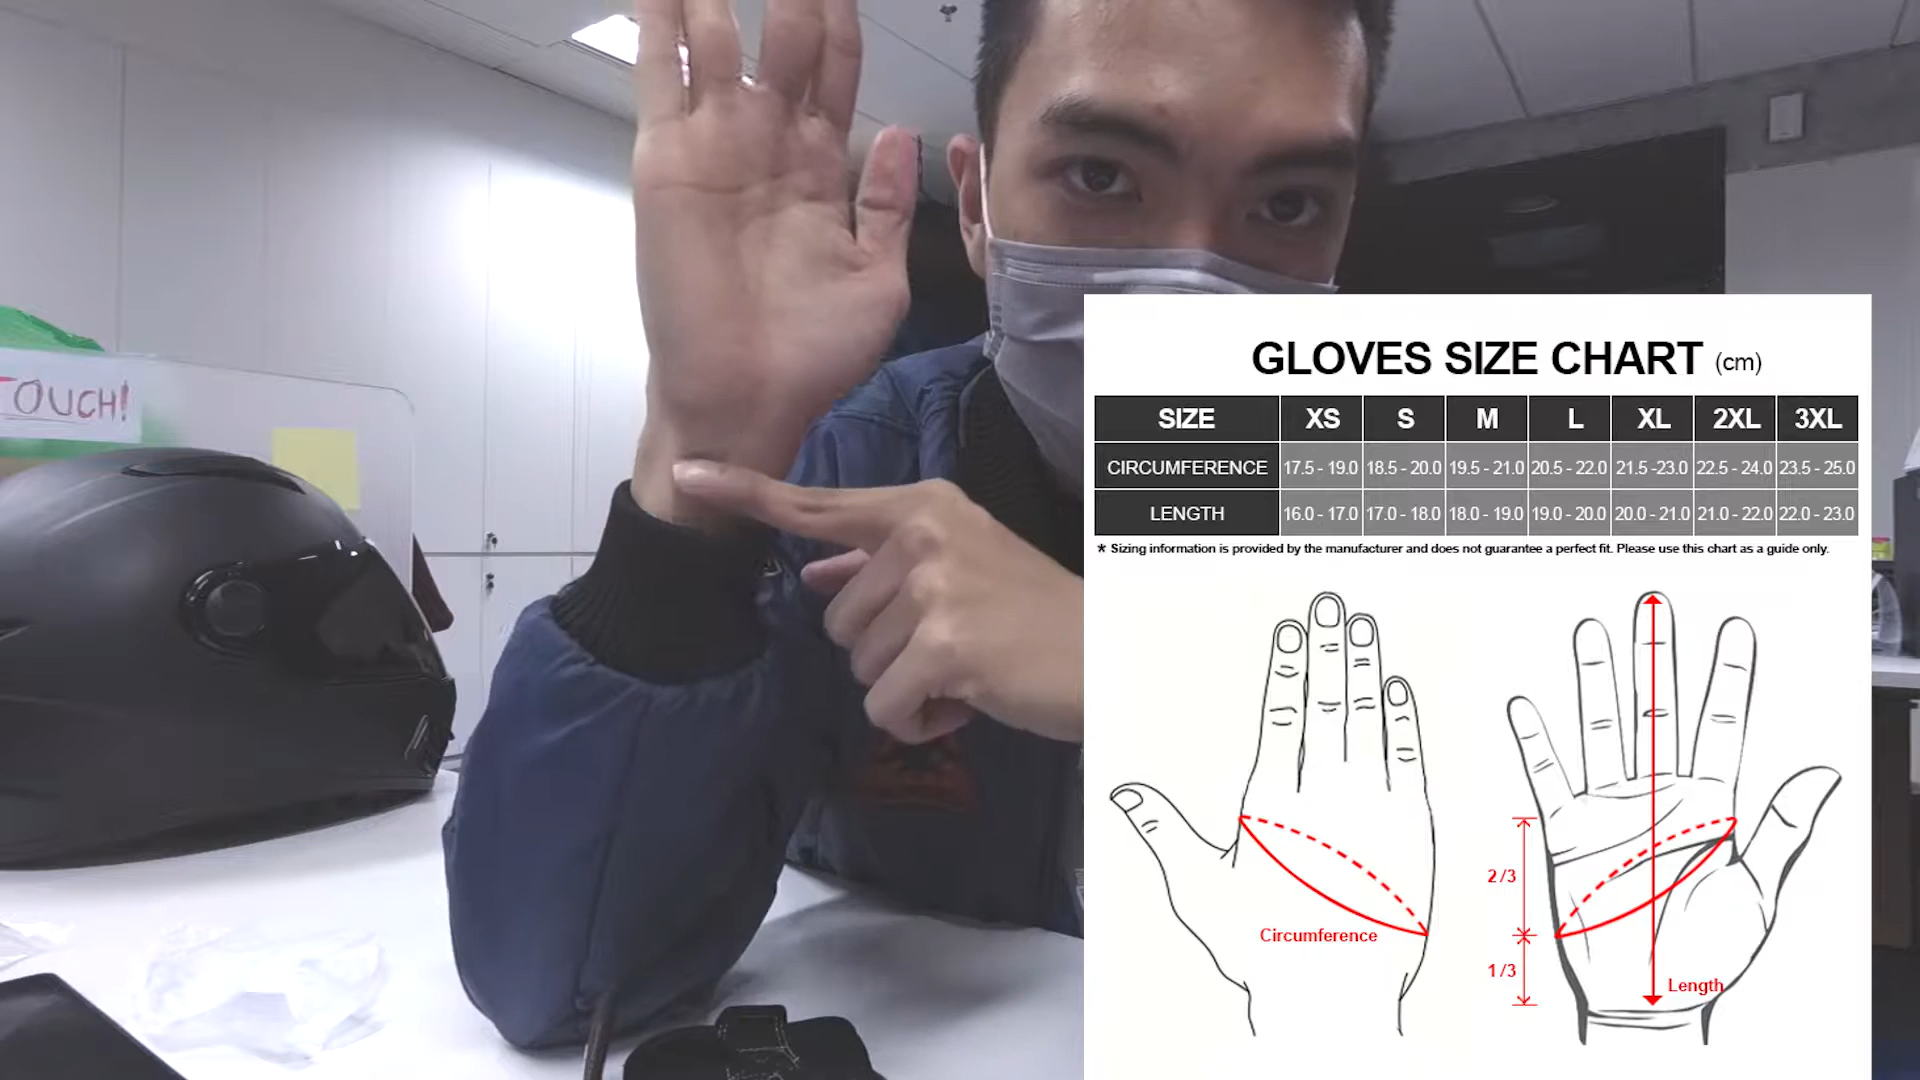 TOUCH!
GLOVES SIZE CHART (cm)
SIZE XS S M L XL 2XL 3XL
CIRCUMFERENCE 17.5 - 19.0 18.5 - 20.0 19.5 - 21.0 20.5 - 22.0 21.5 -23.0 22.5 - 24.0 23.5 - 25.0
LENGTH 16.0 - 17.0 17.0 - 18.0 18.0 - 19.0 19.0 - 20.0 20.0 - 21.0 21.0 - 22.0 22.0 - 23.0
* Sizing information is provided by the manufacturer and does not guarantee a perfect fit. Please use this chart as a guide only.
2/3
Circumference
1/3
Length